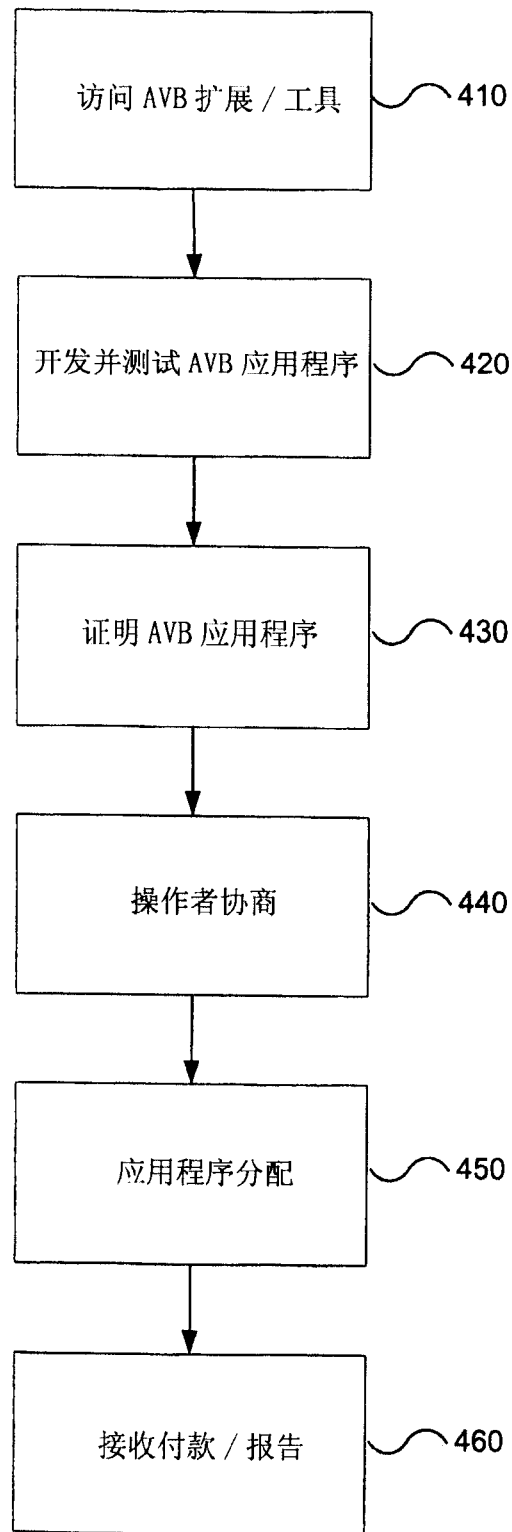 访问 AVB 扩展 / 工具
410
开发并测试 AVB 应用程序
420
证明 AVB 应用程序
430
操作者协商
440
应用程序分配
450
接收付款 / 报告
460